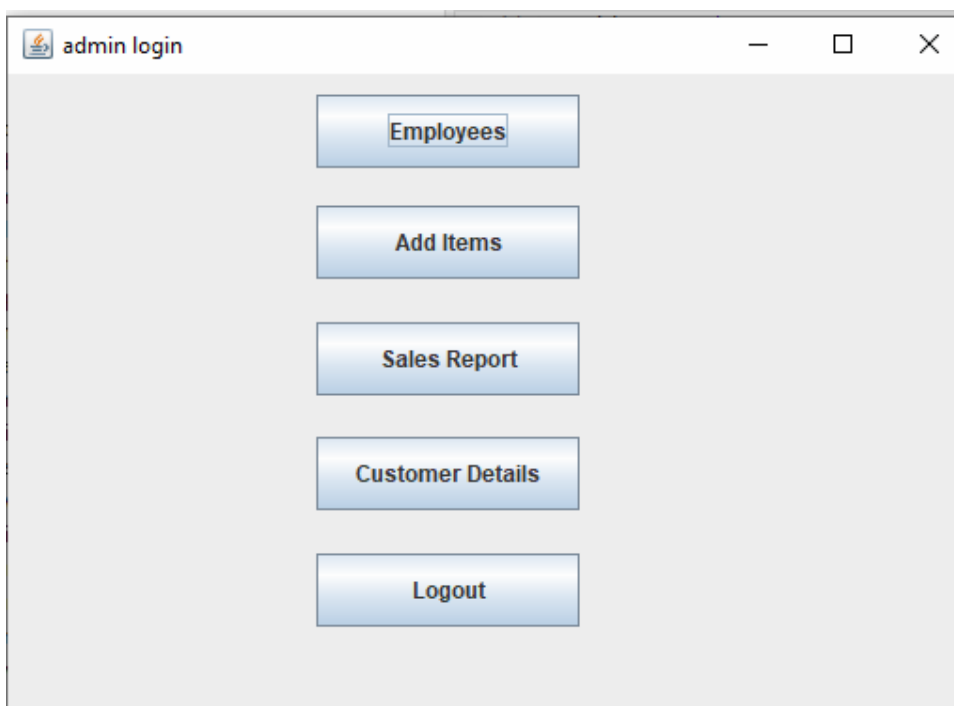 admin login
Employees
Add Items
Sales Report
Customer Details
Logout